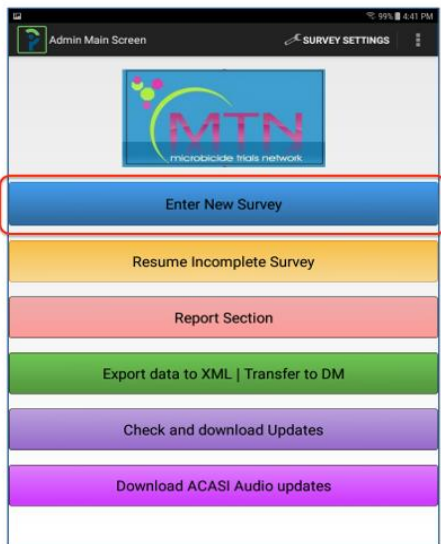 99% 4:41 PM
Admin Main Screen SURVEY SETTINGS
MTN
microbicide trials network
Enter New Survey
Resume Incomplete Survey
Report Section
Export data to XML | Transfer to DM
Check and download Updates
Download ACASI Audio updates